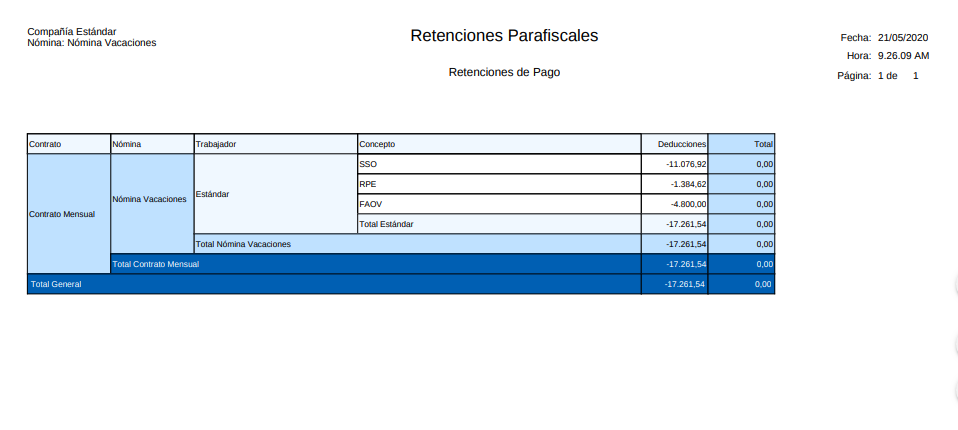 Compañía Estándar
Nómina: Nómina Vacaciones
Retenciones Parafiscales
Retenciones de Pago
Fecha: 21/05/2020
Hora: 9.26.09 AM
Página: 1 de 1
Contrato Nómina Trabajador Concepto Deducciones Total
Contrato Mensual Nómina Vacaciones Estándar SSO -11.076,92 0,00
RPE -1.384,62 0,00
FAOV -4.800,00 0,00
Total Estándar -17.261,54 0,00
Total Nómina Vacaciones -17.261,54 0,00
Total Contrato Mensual -17.261,54 0,00
Total General -17.261,54 0,00